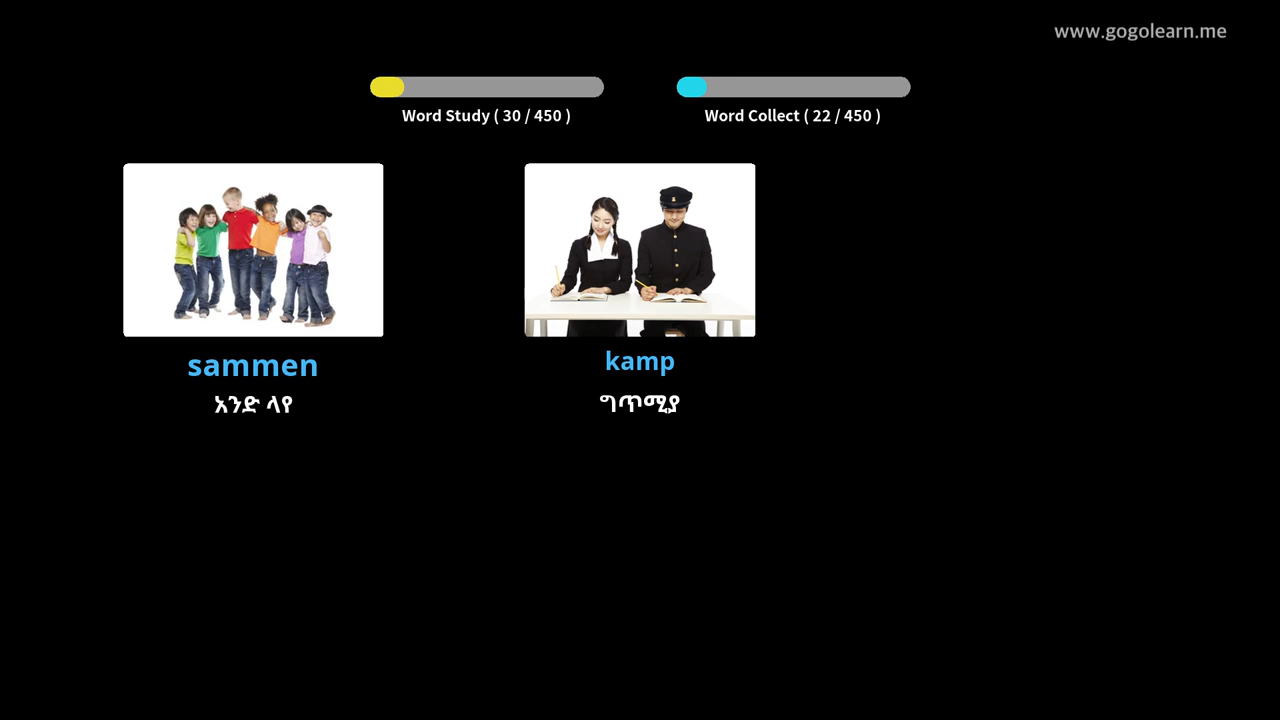 www.gogolearn.me
Word Study ( 30 / 450 )
Word Collect ( 22 / 450 )
sammen
አንድ ላየ
kamp
ግጥሚያ